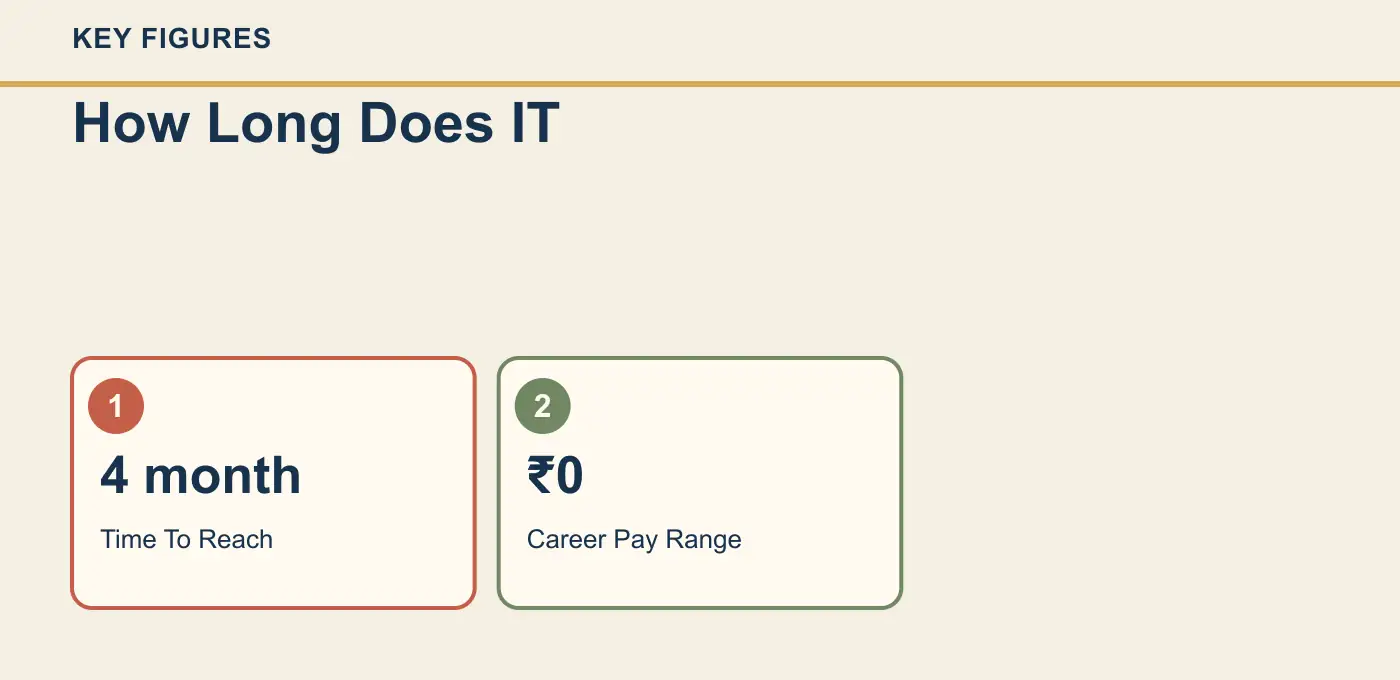 KEY FIGURES
How Long Does IT
1
4 month
Time To Reach
2
₹0
Career Pay Range